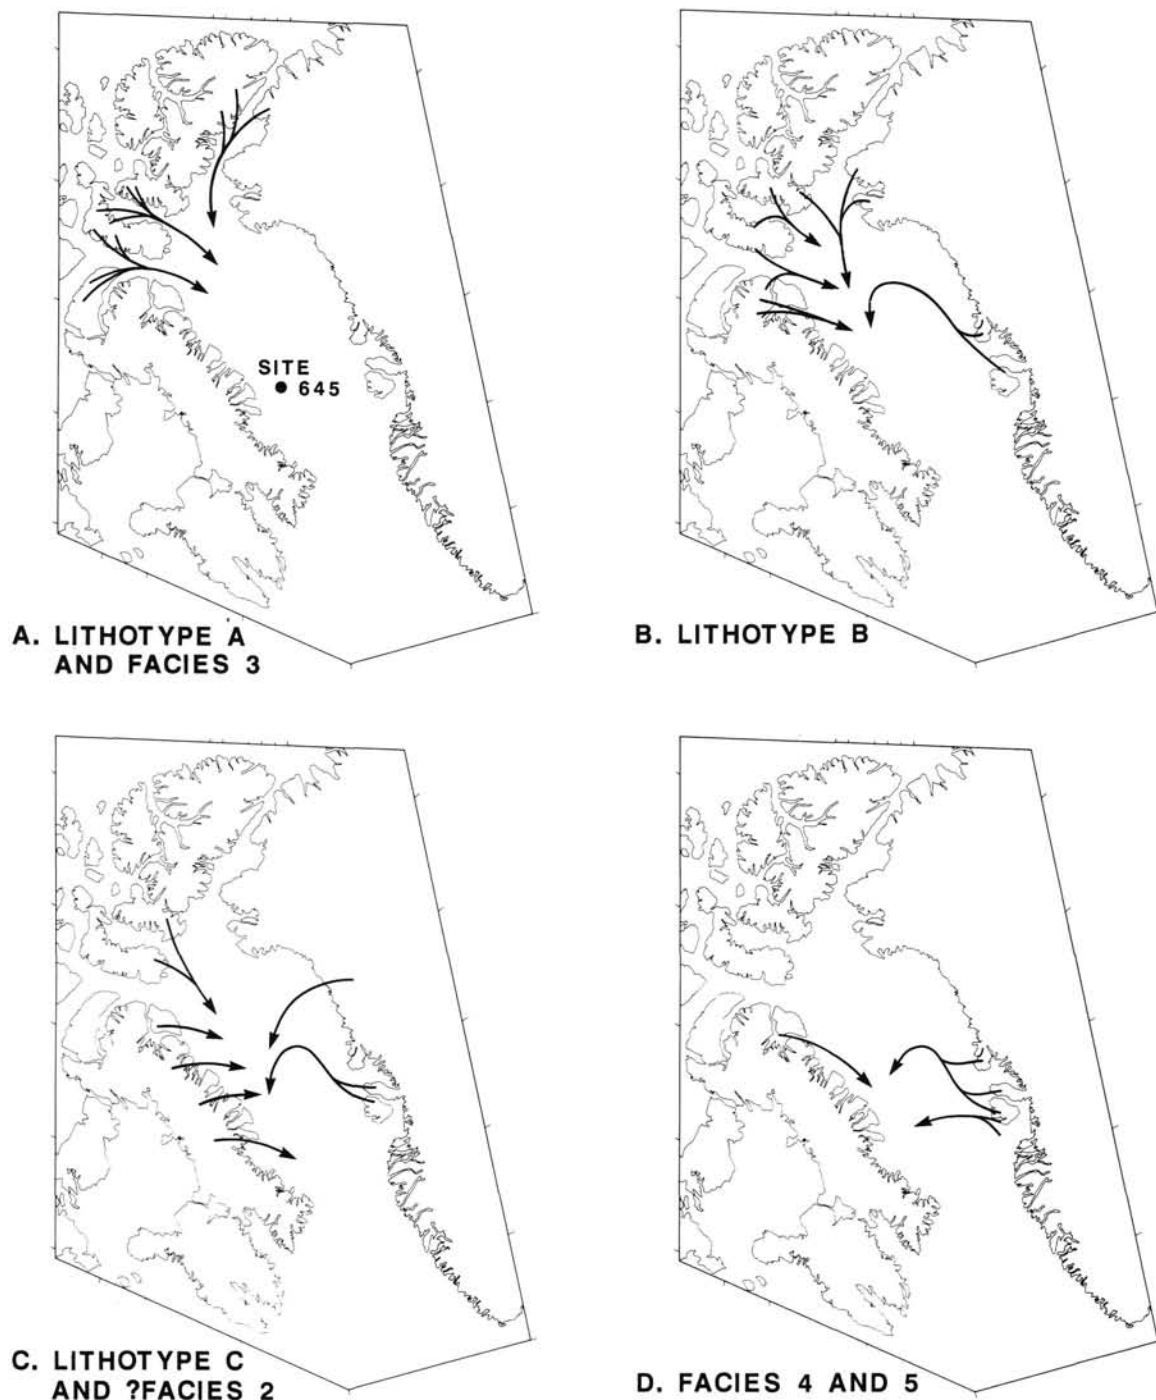 SITE
645
A. LITHOTYPE A
AND FACIES 3
B. LITHOTYPE B
C. LITHOTYPE C
AND ?FACIES 2
D. FACIES 4 AND 5